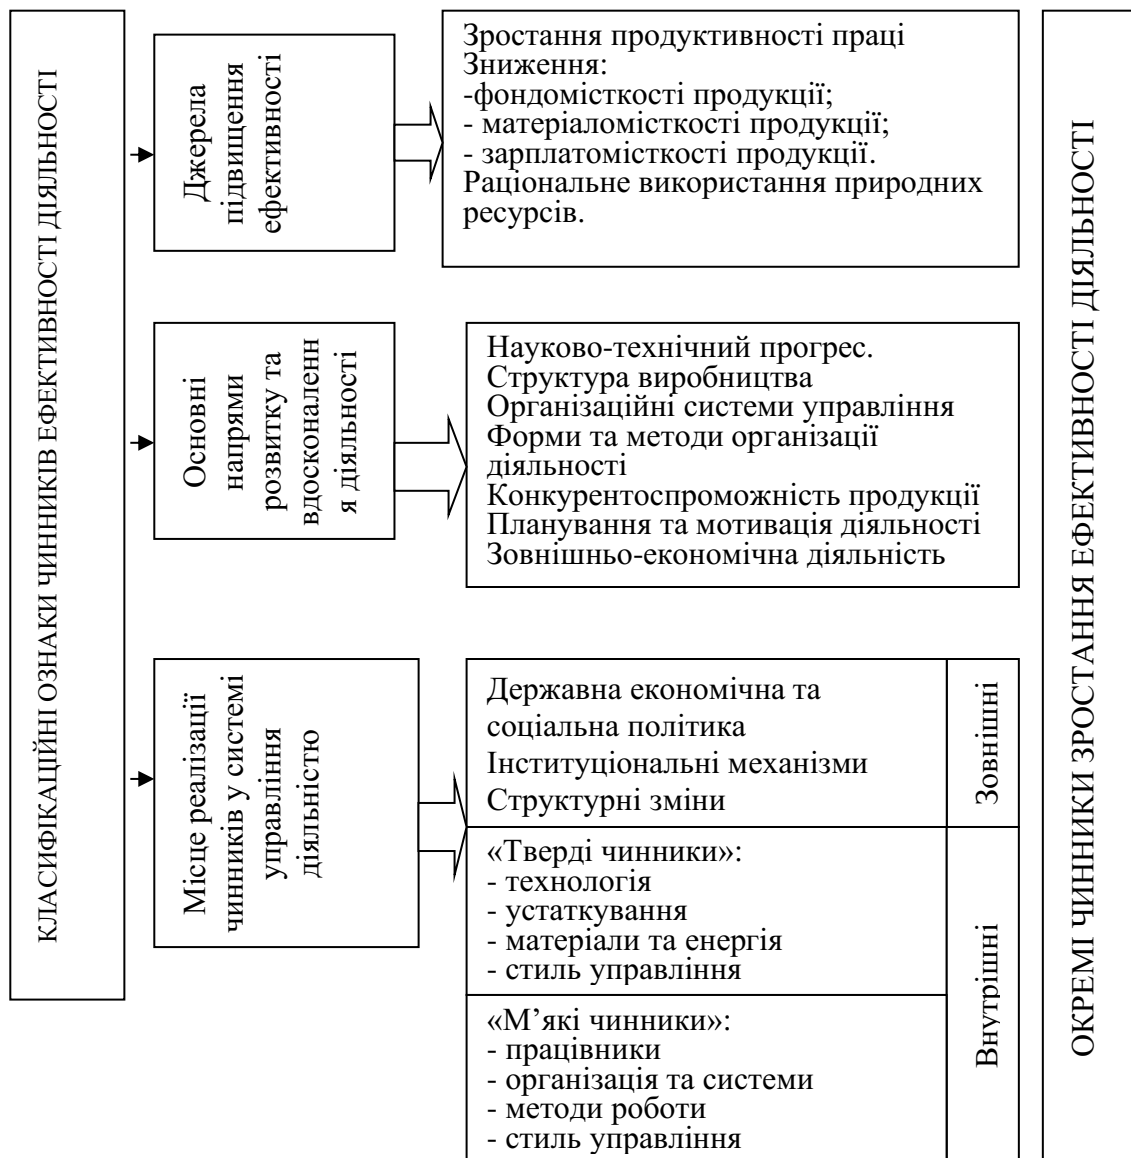 КЛАСИФІКАЦІЙНІ ОЗНАКИ ЧИННИКІВ ЕФЕКТИВНОСТІ ДІЯЛЬНОСТІ
Джерела
підвищення
ефективності
Зростання продуктивності праці
Зниження:
-фондомісткості продукції;
- матеріаломісткості продукції;
- зарплатомісткості продукції.
Раціональне використання природних
ресурсів.
Основні
напрями
розвитку та
вдосконаленн
я діяльності
Науково-технічний прогрес.
Структура виробництва
Організаційні системи управління
Форми та методи організації
діяльності
Конкурентоспроможність продукції
Планування та мотивація діяльності
Зовнішньо-економічна діяльність
Місце реалізації
чинників у системі
управління
діяльністю
Державна економічна та
соціальна політика
Інституціональні механізми
Структурні зміни
Зовнішні
«Тверді чинники»:
- технологія
- устаткування
- матеріали та енергія
- стиль управління
«М’які чинники»:
- працівники
- організація та системи
- методи роботи
- стиль управління
Внутрішні
ОКРЕМІ ЧИННИКИ ЗРОСТАННЯ ЕФЕКТИВНОСТІ ДІЯЛЬНОСТІ